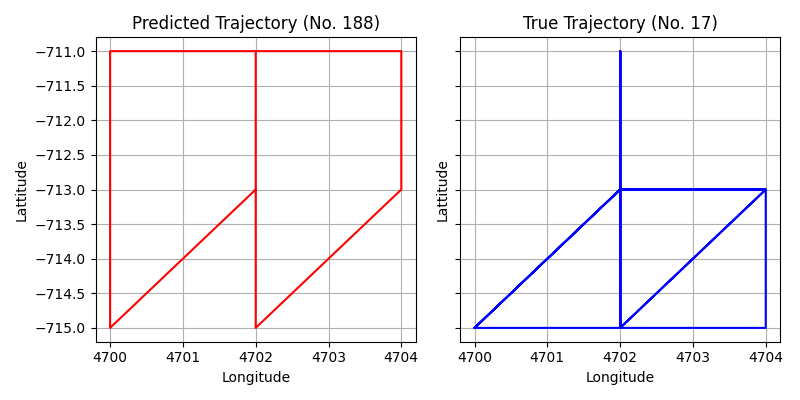 Predicted Trajectory (No. 188)
True Trajectory (No. 17)
−711.0
−711.5
−712.0
−712.5
−713.0
−713.5
−714.0
−714.5
−715.0
Lattitude
Lattitude
4700 4701 4702 4703 4704
4700 4701 4702 4703 4704
Longitude
Longitude